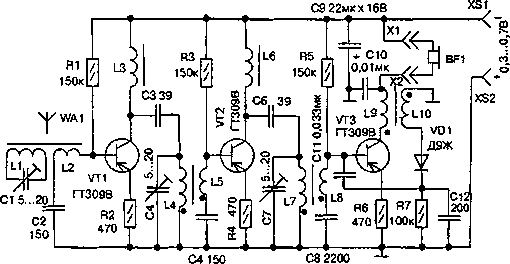 С9 22мк х 16В
XS1
X1
R1
150к
L3
R3
150к
L6
R5
150к
C10
0,01мк
BF1
0,3...0,7В
X2
XS2
C3 39
C6 39
L9
L10
WA1
VT2
ГТ309В
C11 0,033мк
VT3
ГТ309В
VD1
Д9Ж
L1
L2
VT1
ГТ309В
C4 5...20
L4
L5
C7 5...20
L7
L8
C1 5...20
C2
150
R2
470
470
R4
R6
470
R7
100к
C12
200
C4 150
C8 2200